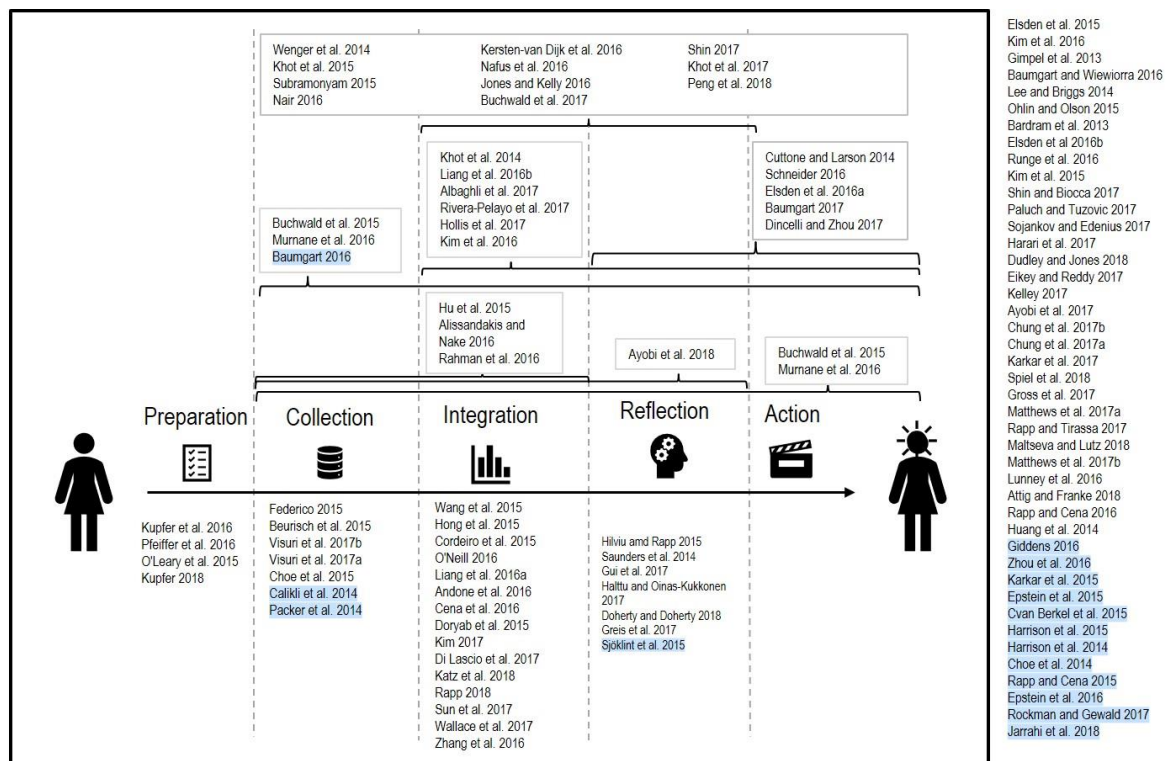 Wenger et al. 2014
Khot et al. 2015
Subramonyam 2015
Nair 2016
Kersten-van Dijk et al. 2016
Nafus et al. 2016
Jones and Kelly 2016
Buchwald et al. 2017
Shin 2017
Khot et al. 2017
Peng et al. 2018
Khot et al. 2014
Liang et al. 2016b
Albaghli et al. 2017
Rivera-Pelayo et al. 2017
Hollis et al. 2017
Kim et al. 2016
Cuttone and Larson 2014
Schneider 2016
Elsden et al. 2016a
Baumgart 2017
Dincelli and Zhou 2017
Buchwald et al. 2015
Murnane et al. 2016
Baumgart 2016
Hu et al. 2015
Alissandakis and
Nake 2016
Rahman et al. 2016
Ayobi et al. 2018
Buchwald et al. 2015
Murnane et al. 2016
Preparation
Collection
Integration
Reflection
Action
Kupfer et al. 2016
Pfeiffer et al. 2016
O'Leary et al. 2015
Kupfer 2018
Federico 2015
Beurisch et al. 2015
Visuri et al. 2017b
Visuri et al. 2017a
Choe et al. 2015
Calikli et al. 2014
Packer et al. 2014
Wang et al. 2015
Hong et al. 2015
Cordeiro et al. 2015
O'Neill 2016
Liang et al. 2016a
Andone et al. 2016
Cena et al. 2016
Doryab et al. 2015
Kim 2017
Di Lascio et al. 2017
Katz et al. 2018
Rapp 2018
Sun et al. 2017
Wallace et al. 2017
Zhang et al. 2016
Hilviu amd Rapp 2015
Saunders et al. 2014
Gui et al. 2017
Halttu and Oinas-Kukkonen
2017
Doherty and Doherty 2018
Greis et al. 2017
Sjöklint et al. 2015
Elsden et al. 2015
Kim et al. 2016
Gimpel et al. 2013
Baumgart and Wiewiorra 2016
Lee and Briggs 2014
Ohlin and Olson 2015
Bardram et al. 2013
Elsden et al 2016b
Runge et al. 2016
Kim et al. 2015
Shin and Biocca 2017
Paluch and Tuzovic 2017
Sojankov and Edenius 2017
Harari et al. 2017
Dudley and Jones 2018
Eikey and Reddy 2017
Kelley 2017
Ayobi et al. 2017
Chung et al. 2017b
Chung et al. 2017a
Karkar et al. 2017
Spiel et al. 2018
Gross et al. 2017
Matthews et al. 2017a
Rapp and Tirassa 2017
Maltseva and Lutz 2018
Matthews et al. 2017b
Lunney et al. 2016
Attig and Franke 2018
Rapp and Cena 2016
Huang et al. 2014
Giddens 2016
Zhou et al. 2016
Karkar et al. 2015
Epstein et al. 2015
Cvan Berkel et al. 2015
Harrison et al. 2015
Harrison et al. 2014
Choe et al. 2014
Rapp and Cena 2015
Epstein et al. 2016
Rockman and Gewald 2017
Jarrahi et al. 2018